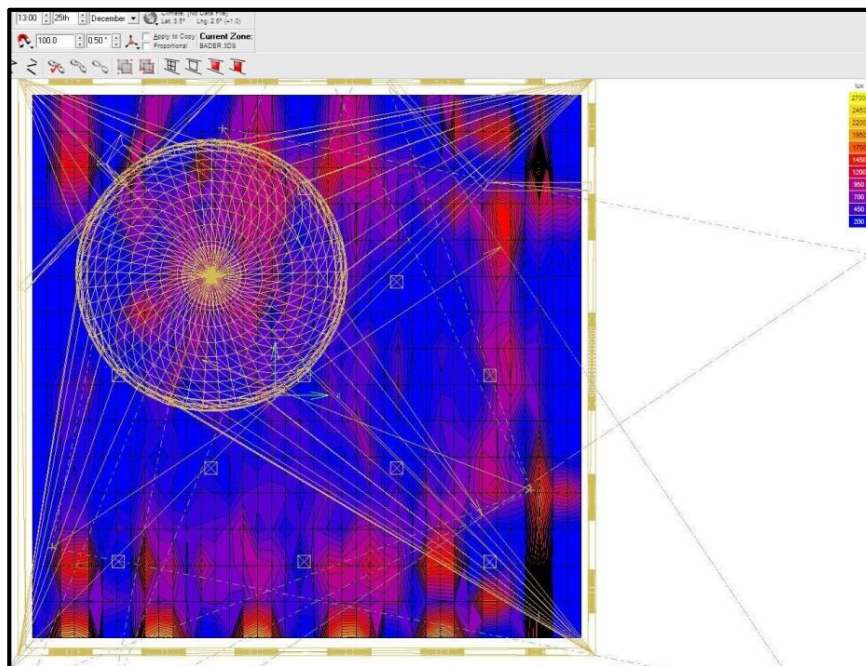 13:00 25th December Climate: [No Data File]
Lat: 3.5° Lng: 2.6° (+1.0)
100.0 0.50° Apply to Copy Current Zone:
Proportional BADER.3DS
lux
2700
2450
2200
1950
1700
1450
1200
950
700
450
200